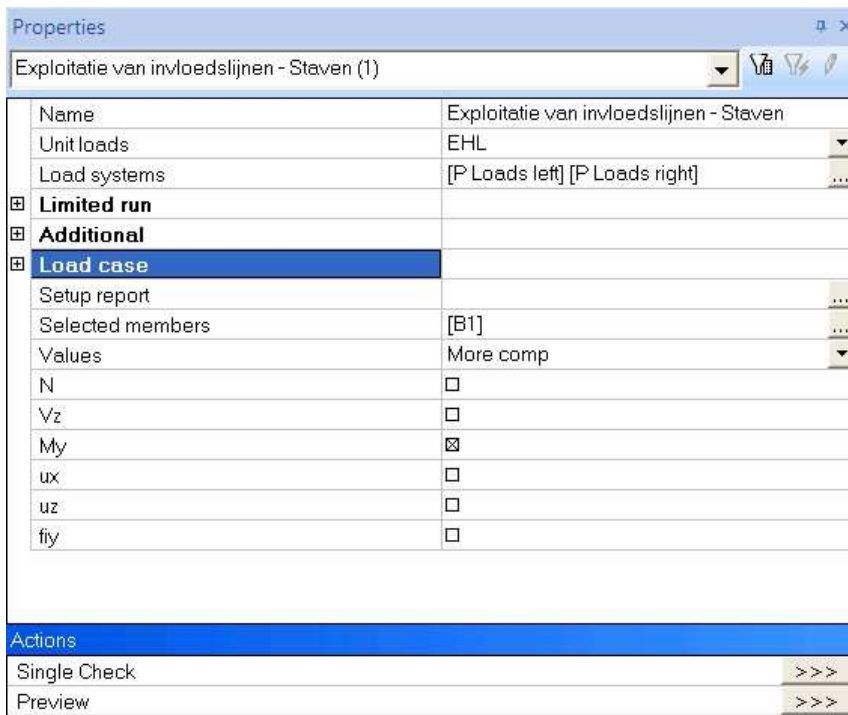 Properties
Exploitatie van invloedslijnen - Staven (1)
Name Exploitatie van invloedslijnen - Staven
Unit loads EHL
Load systems [P Loads left] [P Loads right] ...
Limited run
Additional
Load case
Setup report ...
Selected members [B1] ...
Values More comp
N
Vz
My
ux
uz
fiy
Actions
Single Check >>>
Preview >>>